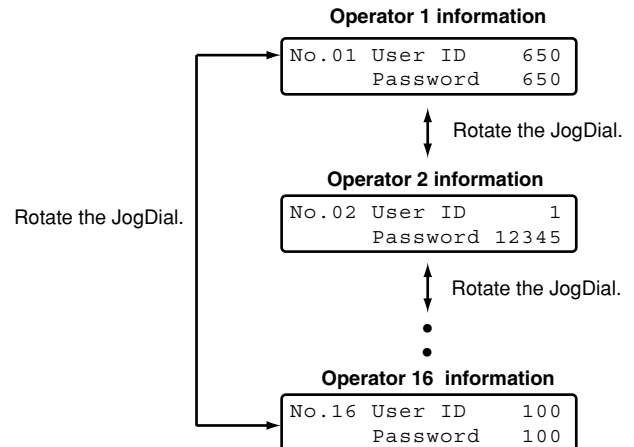 Operator 1 information
No.01 User ID 650
Password 650
Rotate the JogDial.
Operator 2 information
Rotate the JogDial.
No.02 User ID 1
Password 12345
Rotate the JogDial.
Operator 16 information
No.16 User ID 100
Password 100